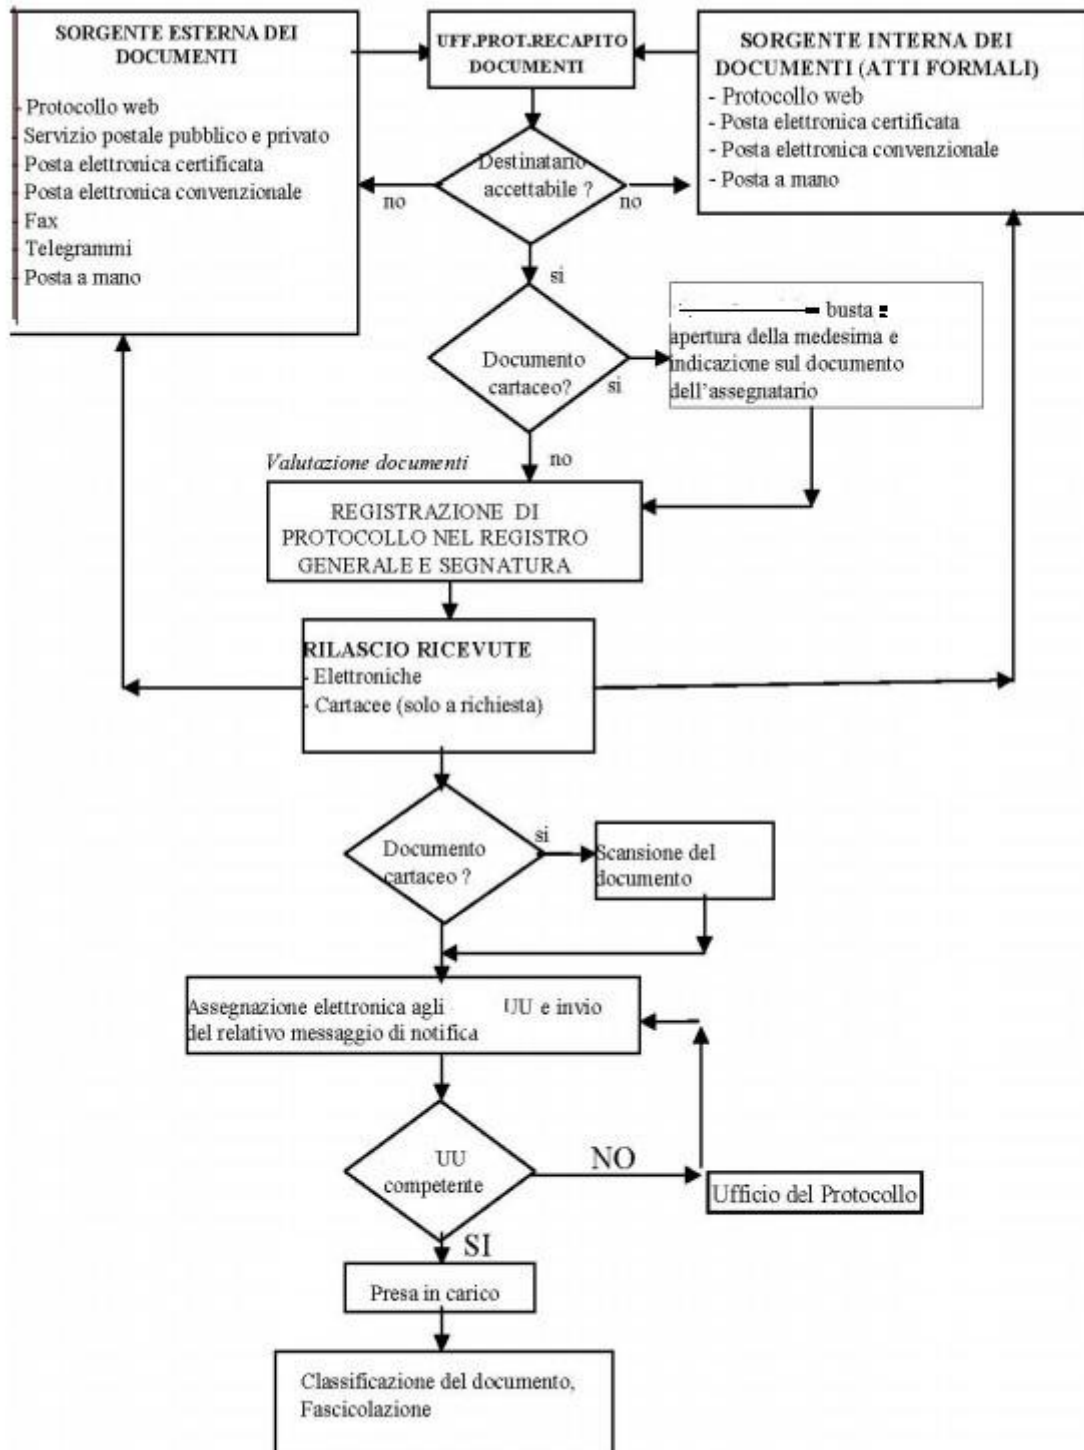 SORGENTE ESTERNA DEI
DOCUMENTI
- Protocollo web
- Servizio postale pubblico e privato
- Posta elettronica certificata
- Posta elettronica convenzionale
- Fax
- Telegrammi
- Posta a mano
UFF.PROT.RECAPITO
DOCUMENTI
SORGENTE INTERNA DEI
DOCUMENTI (ATTI FORMALI)
- Protocollo web
- Posta elettronica certificata
- Posta elettronica convenzionale
- Posta a mano
Destinatario
accettabile ?
no
no
si
Documento
cartaceo?
si
busta
apertura della medesima e
indicazione sul documento
dell'assegnatario
no
Valutazione documenti
REGISTRAZIONE DI
PROTOCOLLO NEL REGISTRO
GENERALE E SEGNATURA
RILASCIO RICEVUTE
- Elettroniche
- Cartacee (solo a richiesta)
Documento
cartaceo ?
si
Scansione del
documento
Assegnazione elettronica agli UU e invio
del relativo messaggio di notifica
UU
competente
NO
Ufficio del Protocollo
SI
Presa in carico
Classificazione del documento,
Fascicolazione